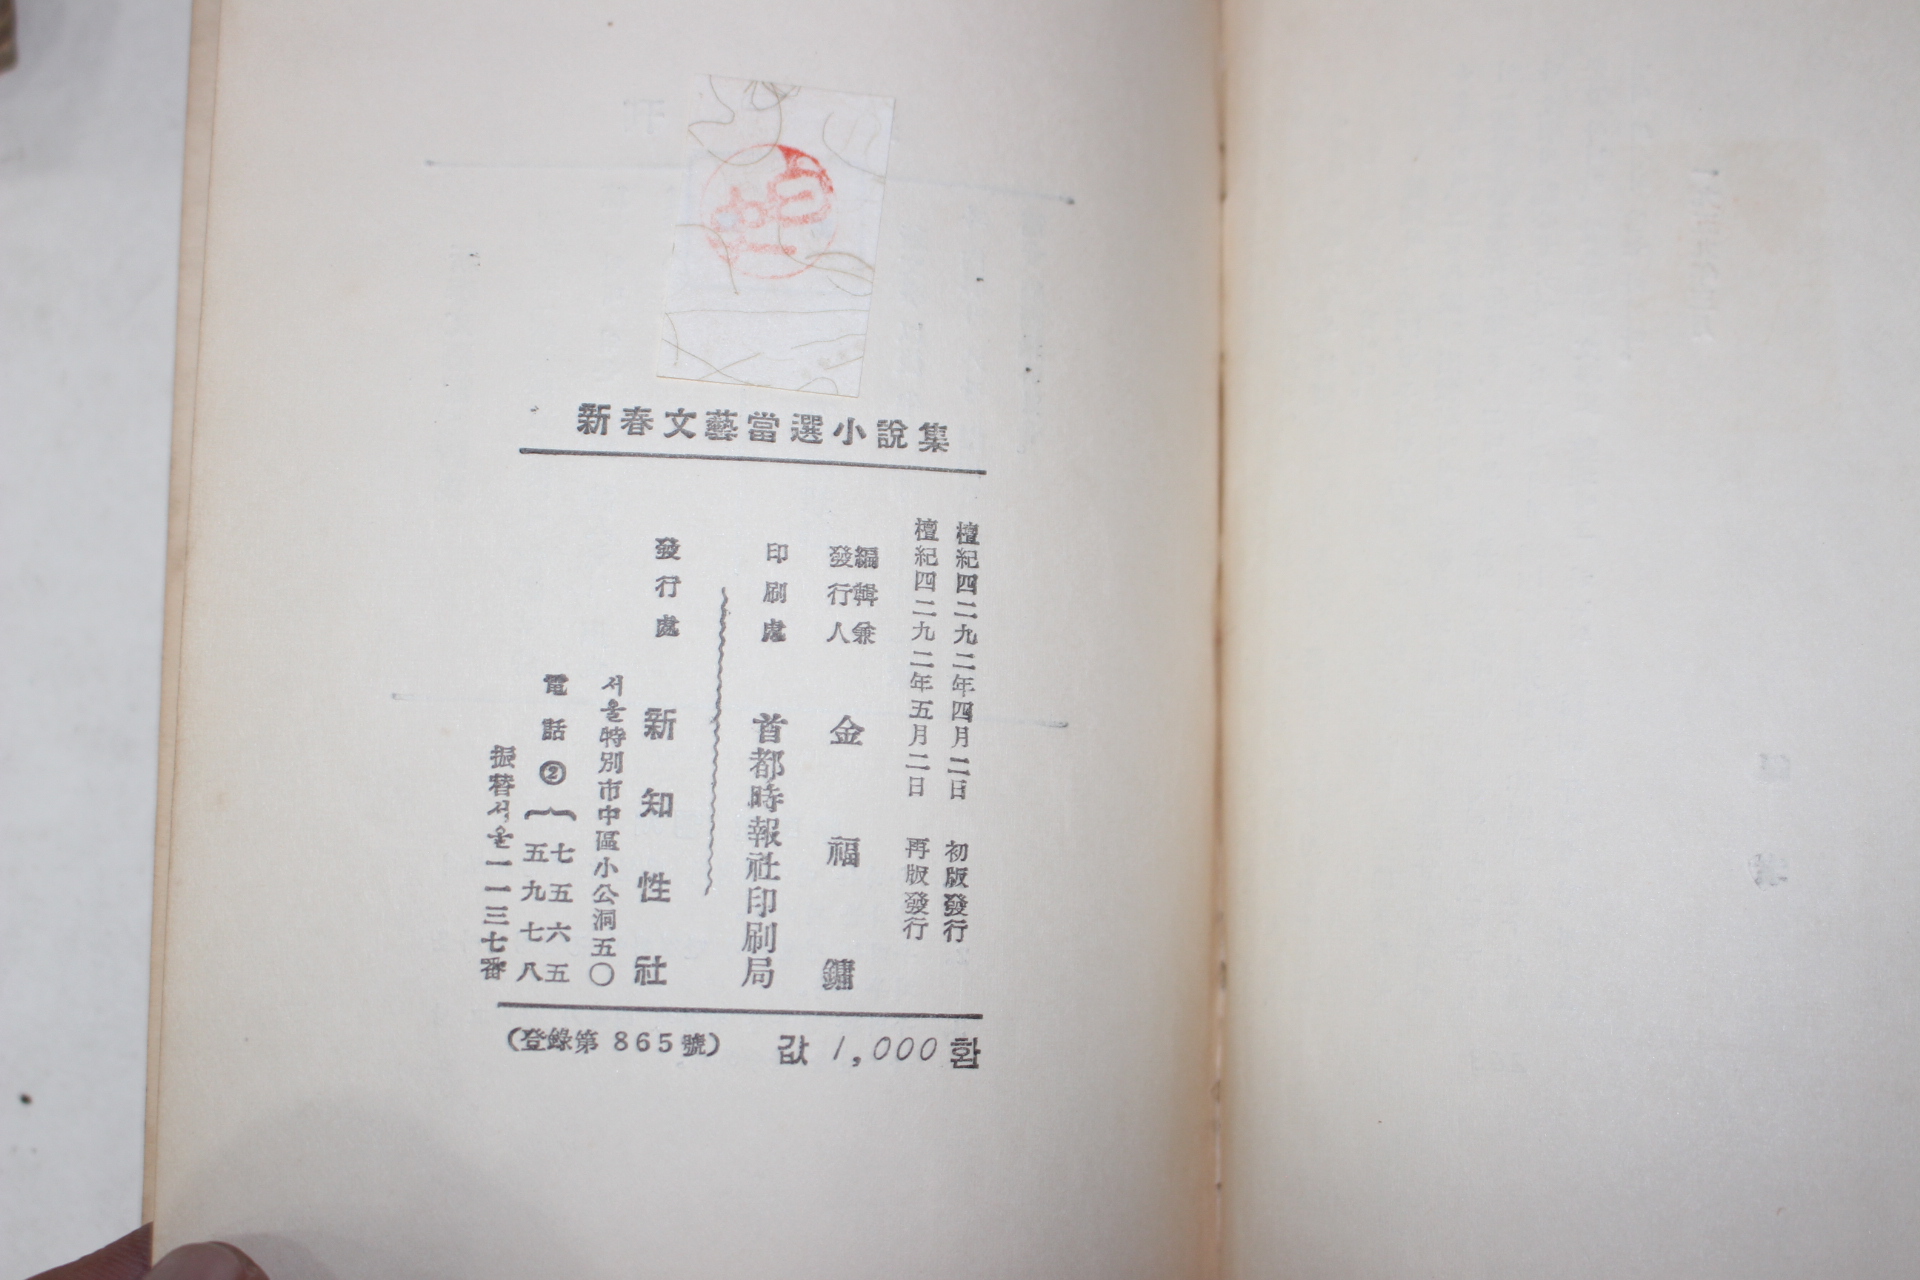 新春文藝當選小說集
檀紀四二九二年四月二日 初版發行
檀紀四二九二年五月二日 再版發行
編輯兼
發行人 金福鏞
印刷處 首都時報社印刷局
發行處 新知性社
서울特別市中區小公洞五〇
電話②{七五六五
五九七八
振替서울一一三七番
값 1,000환
(登錄第865號)